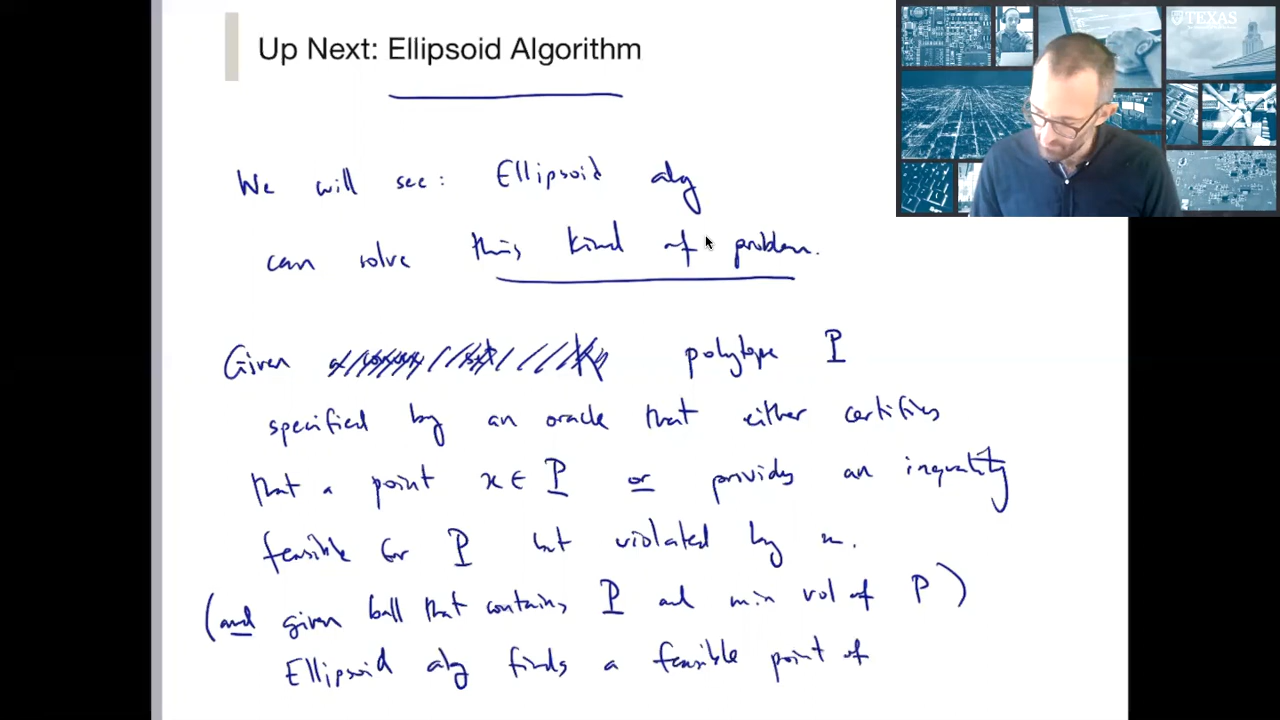 Up Next: Ellipsoid Algorithm
TEXAS
We will see: Ellipsoid alg
can solve this kind of problem.
Given polytope P
specified by an oracle that either certifies
that a point x ∈ P or provides an inequality
feasible for P but violated by x.
(and given ball that contains P and min vol of P)
Ellipsoid alg finds a feasible point of